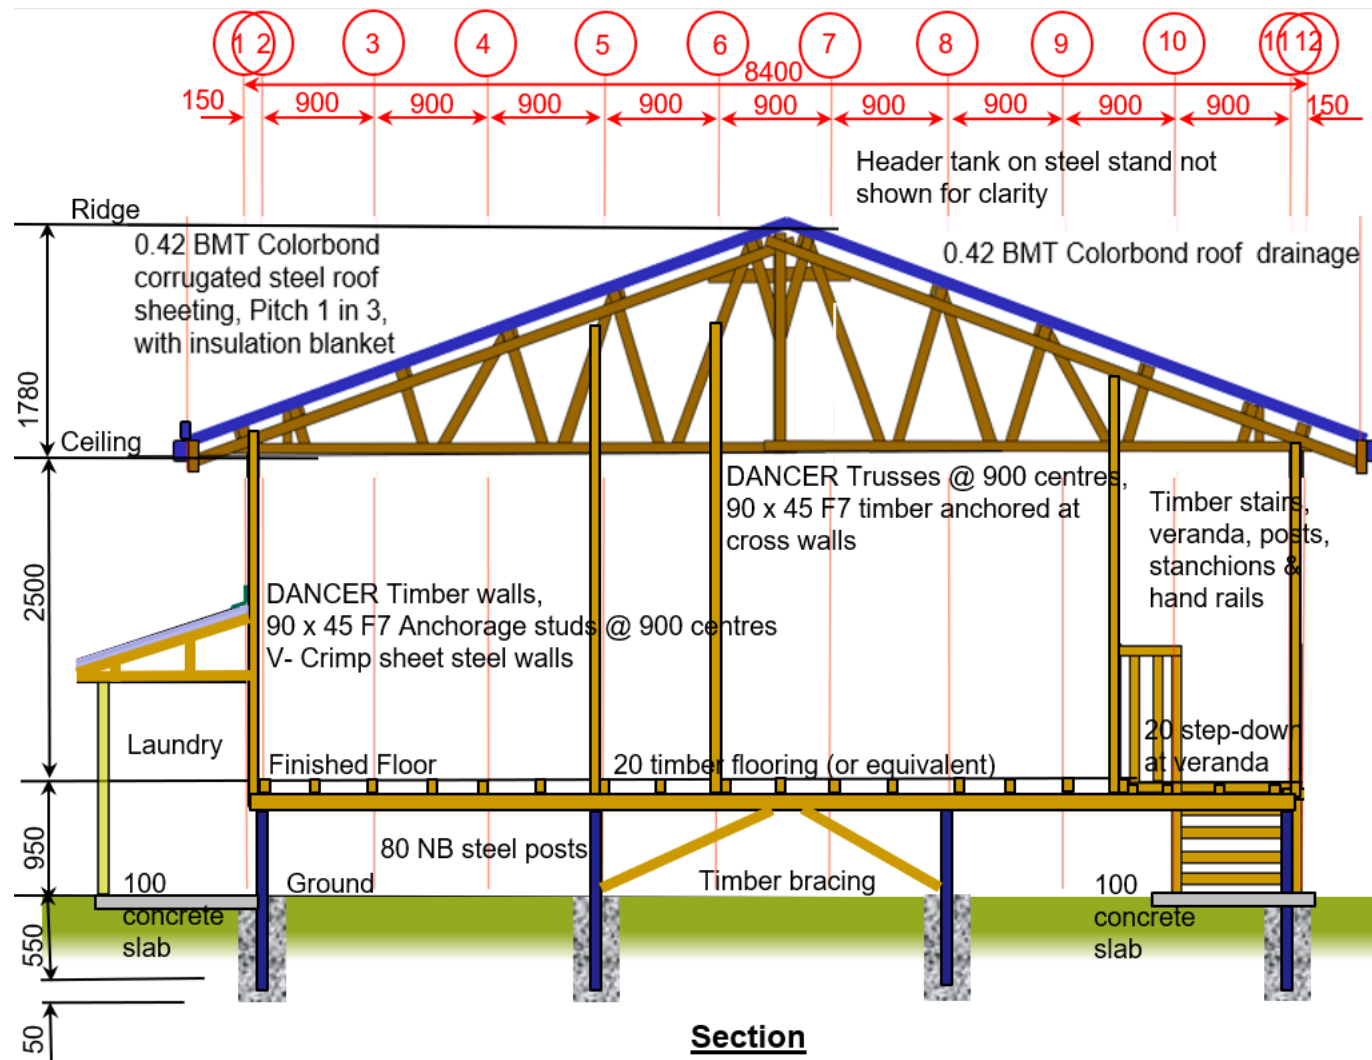 1 2 3 4 5 6 7 8 9 10 11 12
8400
150 900 900 900 900 900 900 900 900 900 150
Header tank on steel stand not
shown for clarity
Ridge
0.42 BMT Colorbond
corrugated steel roof
sheeting, Pitch 1 in 3,
with insulation blanket
0.42 BMT Colorbond roof drainage
1780
Ceiling
DANCER Trusses @ 900 centres,
90 x 45 F7 timber anchored at
cross walls
Timber stairs,
veranda, posts,
stanchions &
hand rails
2500
DANCER Timber walls,
90 x 45 F7 Anchorage studs @ 900 centres
V- Crimp sheet steel walls
Laundry
20 step-down
at veranda
Finished Floor
20 timber flooring (or equivalent)
950
80 NB steel posts
Ground
Timber bracing
100
concrete
slab
100
concrete
slab
550
50
Section